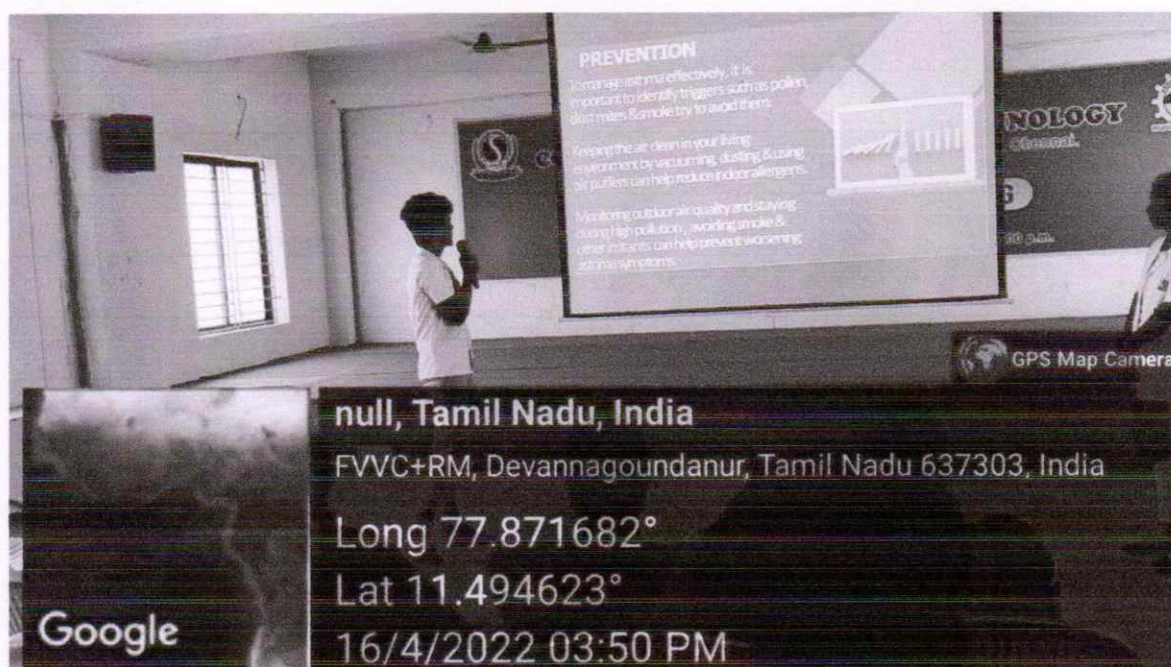 PREVENTION
To manage asthma effectively, it is
important to identify triggers such as pollen,
dust mites & smoke try to avoid them.
Keeping the air clean in your living
environment by vacuuming, dusting & using
air purifiers can help reduce indoor allergens.
Monitoring outdoor air quality and staying
during high pollution, avoiding smoke &
other irritants can help prevent worsening
asthma symptoms.
CO
NOLOGY
Chennai.
G
00 p.m.
GPS Map Camera
null, Tamil Nadu, India
FVVC+RM, Devannagoundanur, Tamil Nadu 637303, India
Long 77.871682°
Lat 11.494623°
16/4/2022 03:50 PM
Google